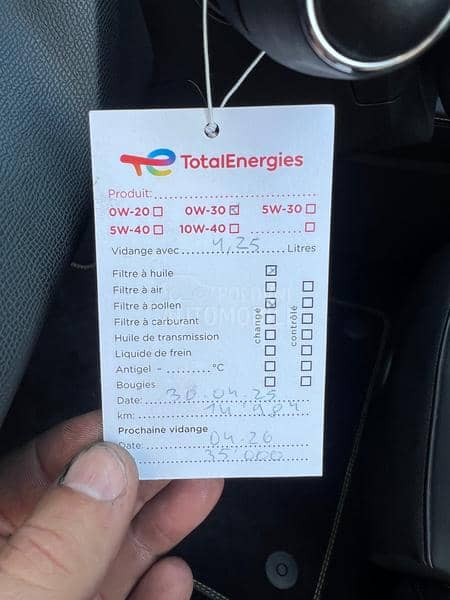 TotalEnergies
Produit:
0W-20 0W-30 5W-30
5W-40 10W-40
Vidange avec 4,25 Litres
Filtre à huile
Filtre à air
Filtre à pollen
Filtre à carburant
Huile de transmission
Liquide de frein
Antigel - °C
Bougies
changé
contrôlé
Date: 30.04.25
km: 14.984
Prochaine vidange
Date: 04.26
35.000